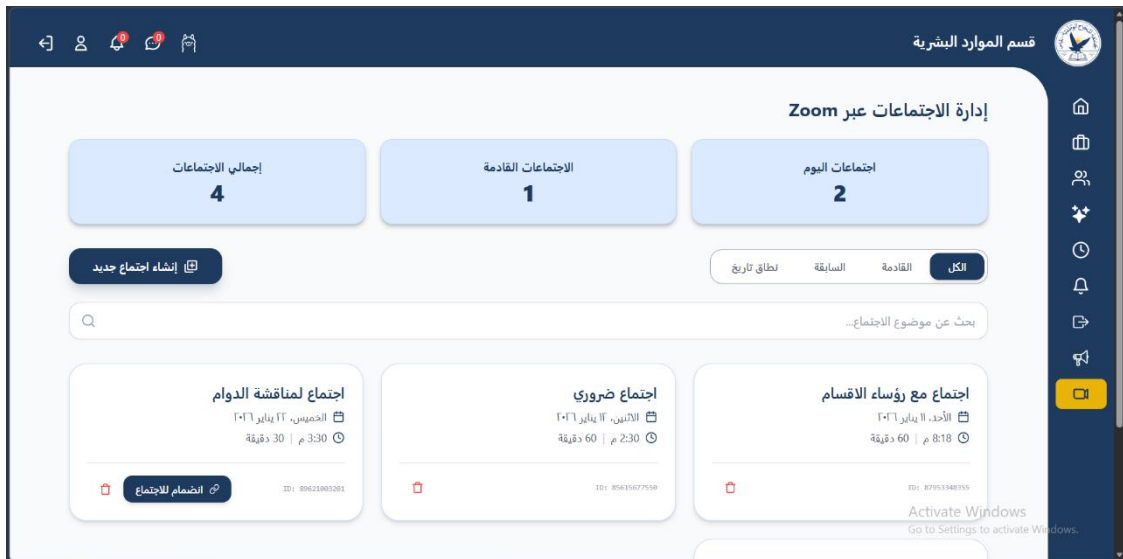 قسم الموارد البشرية
0
0
إدارة الاجتماعات عبر Zoom
اجتماعات اليوم
2
الاجتماعات القادمة
1
إجمالي الاجتماعات
4
الكل
القادمة
السابقة
نطاق تاريخ
إنشاء اجتماع جديد
بحث عن موضوع الاجتماع...
اجتماع مع رؤساء الاقسام
الأحد، ١١ يناير ٢٠٢٦
8:18 م | 60 دقيقة
ID: 87953348359
اجتماع ضروري
الاثنين، ١٢ يناير ٢٠٢٦
2:30 م | 60 دقيقة
ID: 85615677550
اجتماع لمناقشة الدوام
الخميس، ٢٢ يناير ٢٠٢٦
3:30 م | 30 دقيقة
ID: 89621003201
انضمام للاجتماع
Activate Windows
Go to Settings to activate Windows.